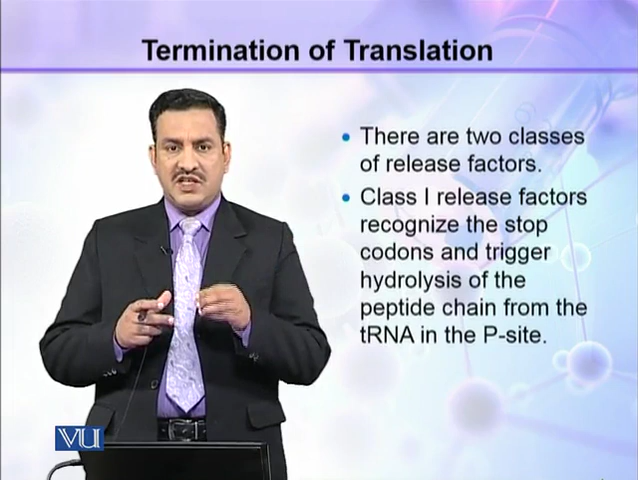 Termination of Translation
There are two classes
of release factors.
Class I release factors
recognize the stop
codons and trigger
hydrolysis of the
peptide chain from the
tRNA in the P-site.
VU